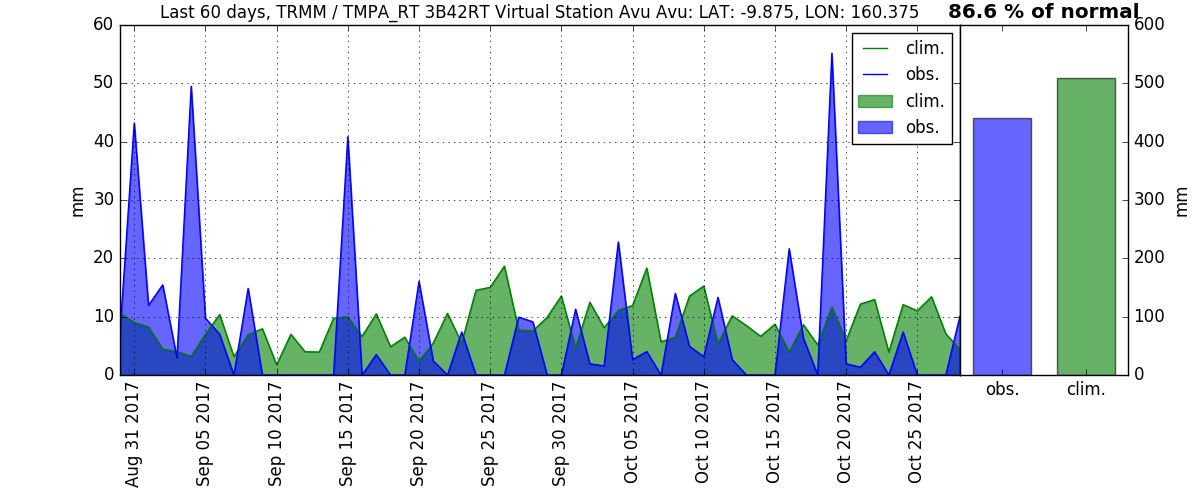 Last 60 days, TRMM / TMPA_RT 3B42RT Virtual Station Avu Avu: LAT: -9.875, LON: 160.375
86.6 % of normal
60
50
40
30
20
10
0
mm
clim.
obs.
clim.
obs.
Aug 31 2017
Sep 05 2017
Sep 10 2017
Sep 15 2017
Sep 20 2017
Sep 25 2017
Sep 30 2017
Oct 05 2017
Oct 10 2017
Oct 15 2017
Oct 20 2017
Oct 25 2017
600
500
400
300
200
100
0
mm
obs.
clim.